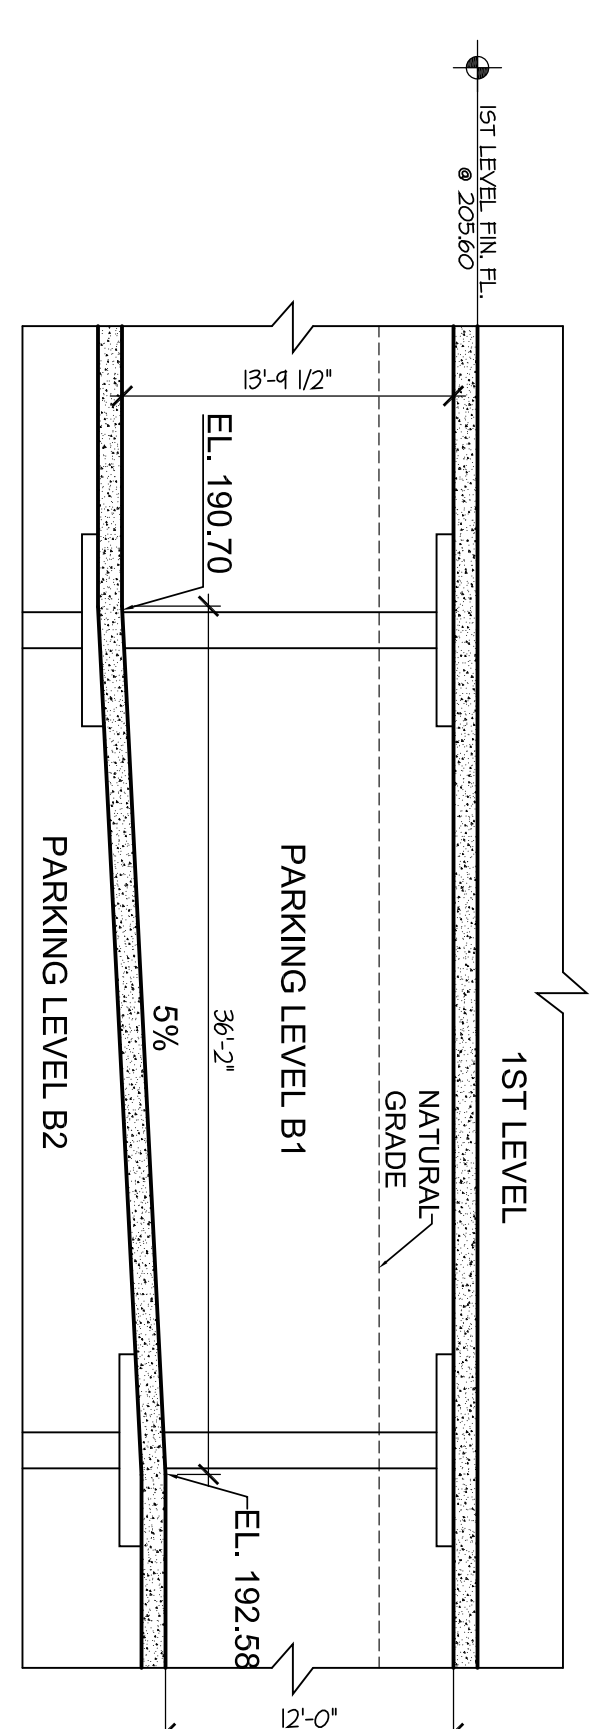 1ST LEVEL FIN. FL.
@ 205.60
13'-9 1/2"
EL. 190.70
1ST LEVEL
NATURAL
GRADE
PARKING LEVEL B1
36'-2"
5%
PARKING LEVEL B2
EL. 192.58
12'-0"